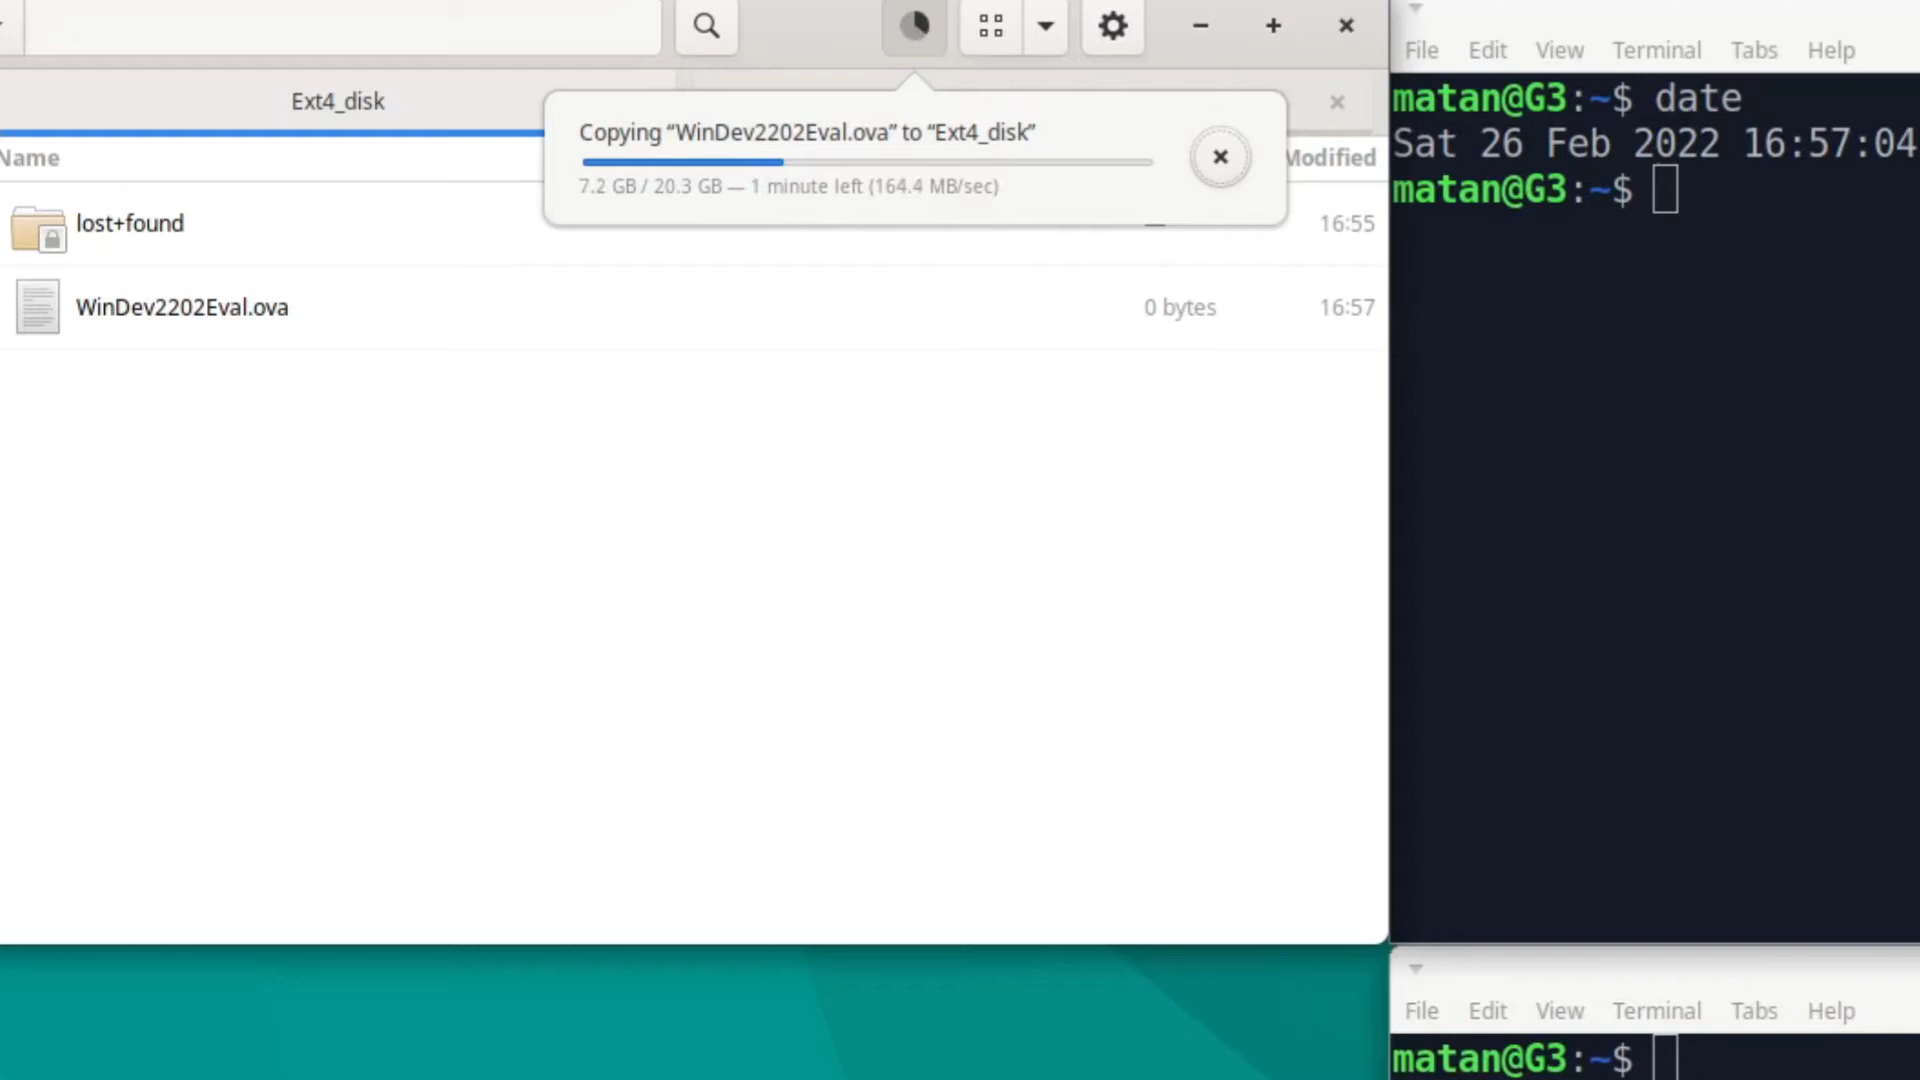 Ext4_disk
Copying “WinDev2202Eval.ova” to “Ext4_disk”
7.2 GB / 20.3 GB — 1 minute left (164.4 MB/sec)
Name
Modified
lost+found
—
16:55
WinDev2202Eval.ova
0 bytes
16:57
File Edit View Terminal Tabs Help
matan@G3:~$ date
Sat 26 Feb 2022 16:57:04
matan@G3:~$
File Edit View Terminal Tabs Help
matan@G3:~$